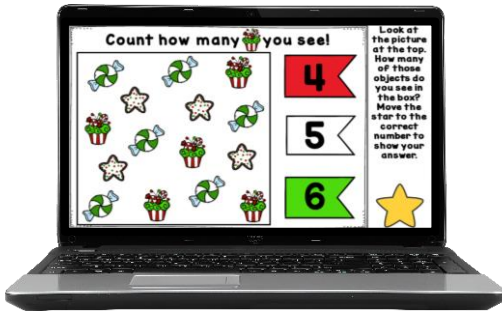 Count how many you see!
4
5
6
Look at
the picture
at the top.
How many
of those
objects do
you see in
the box?
Move the
star to the
correct
number to
show your
answer.